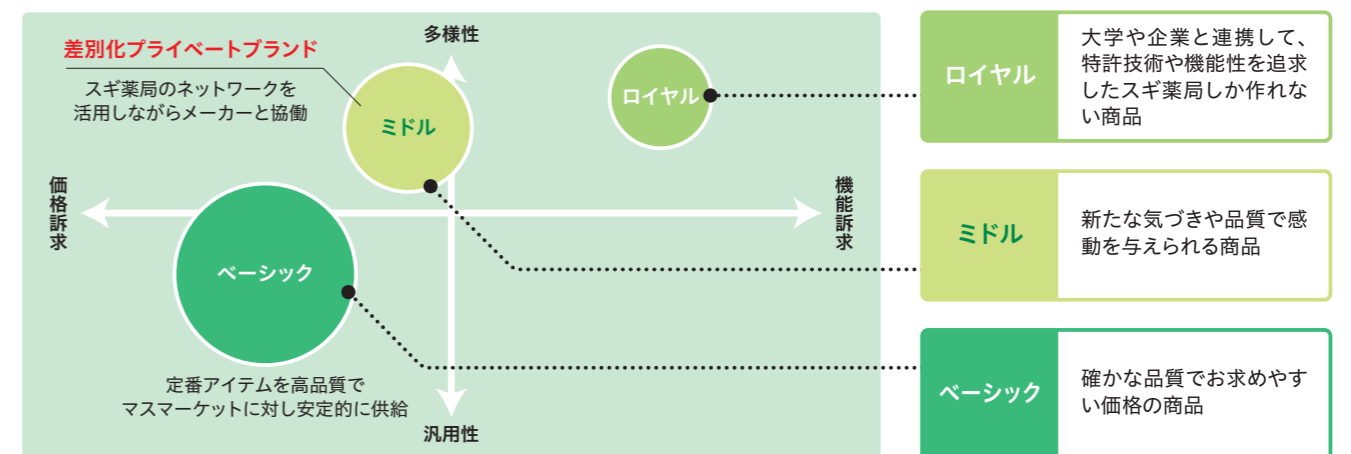 多様性
差別化プライベートブランド
スギ薬局のネットワークを
活用しながらメーカーと協働
ミドル
ロイヤル
価格訴求
機能訴求
ベーシック
定番アイテムを高品質で
マスマーケットに対し安定的に供給
汎用性
ロイヤル
大学や企業と連携して、
特許技術や機能性を追求
したスギ薬局しか作れな
い商品
ミドル
新たな気づきや品質で感
動を与えられる商品
ベーシック
確かな品質でお求めやす
い価格の商品